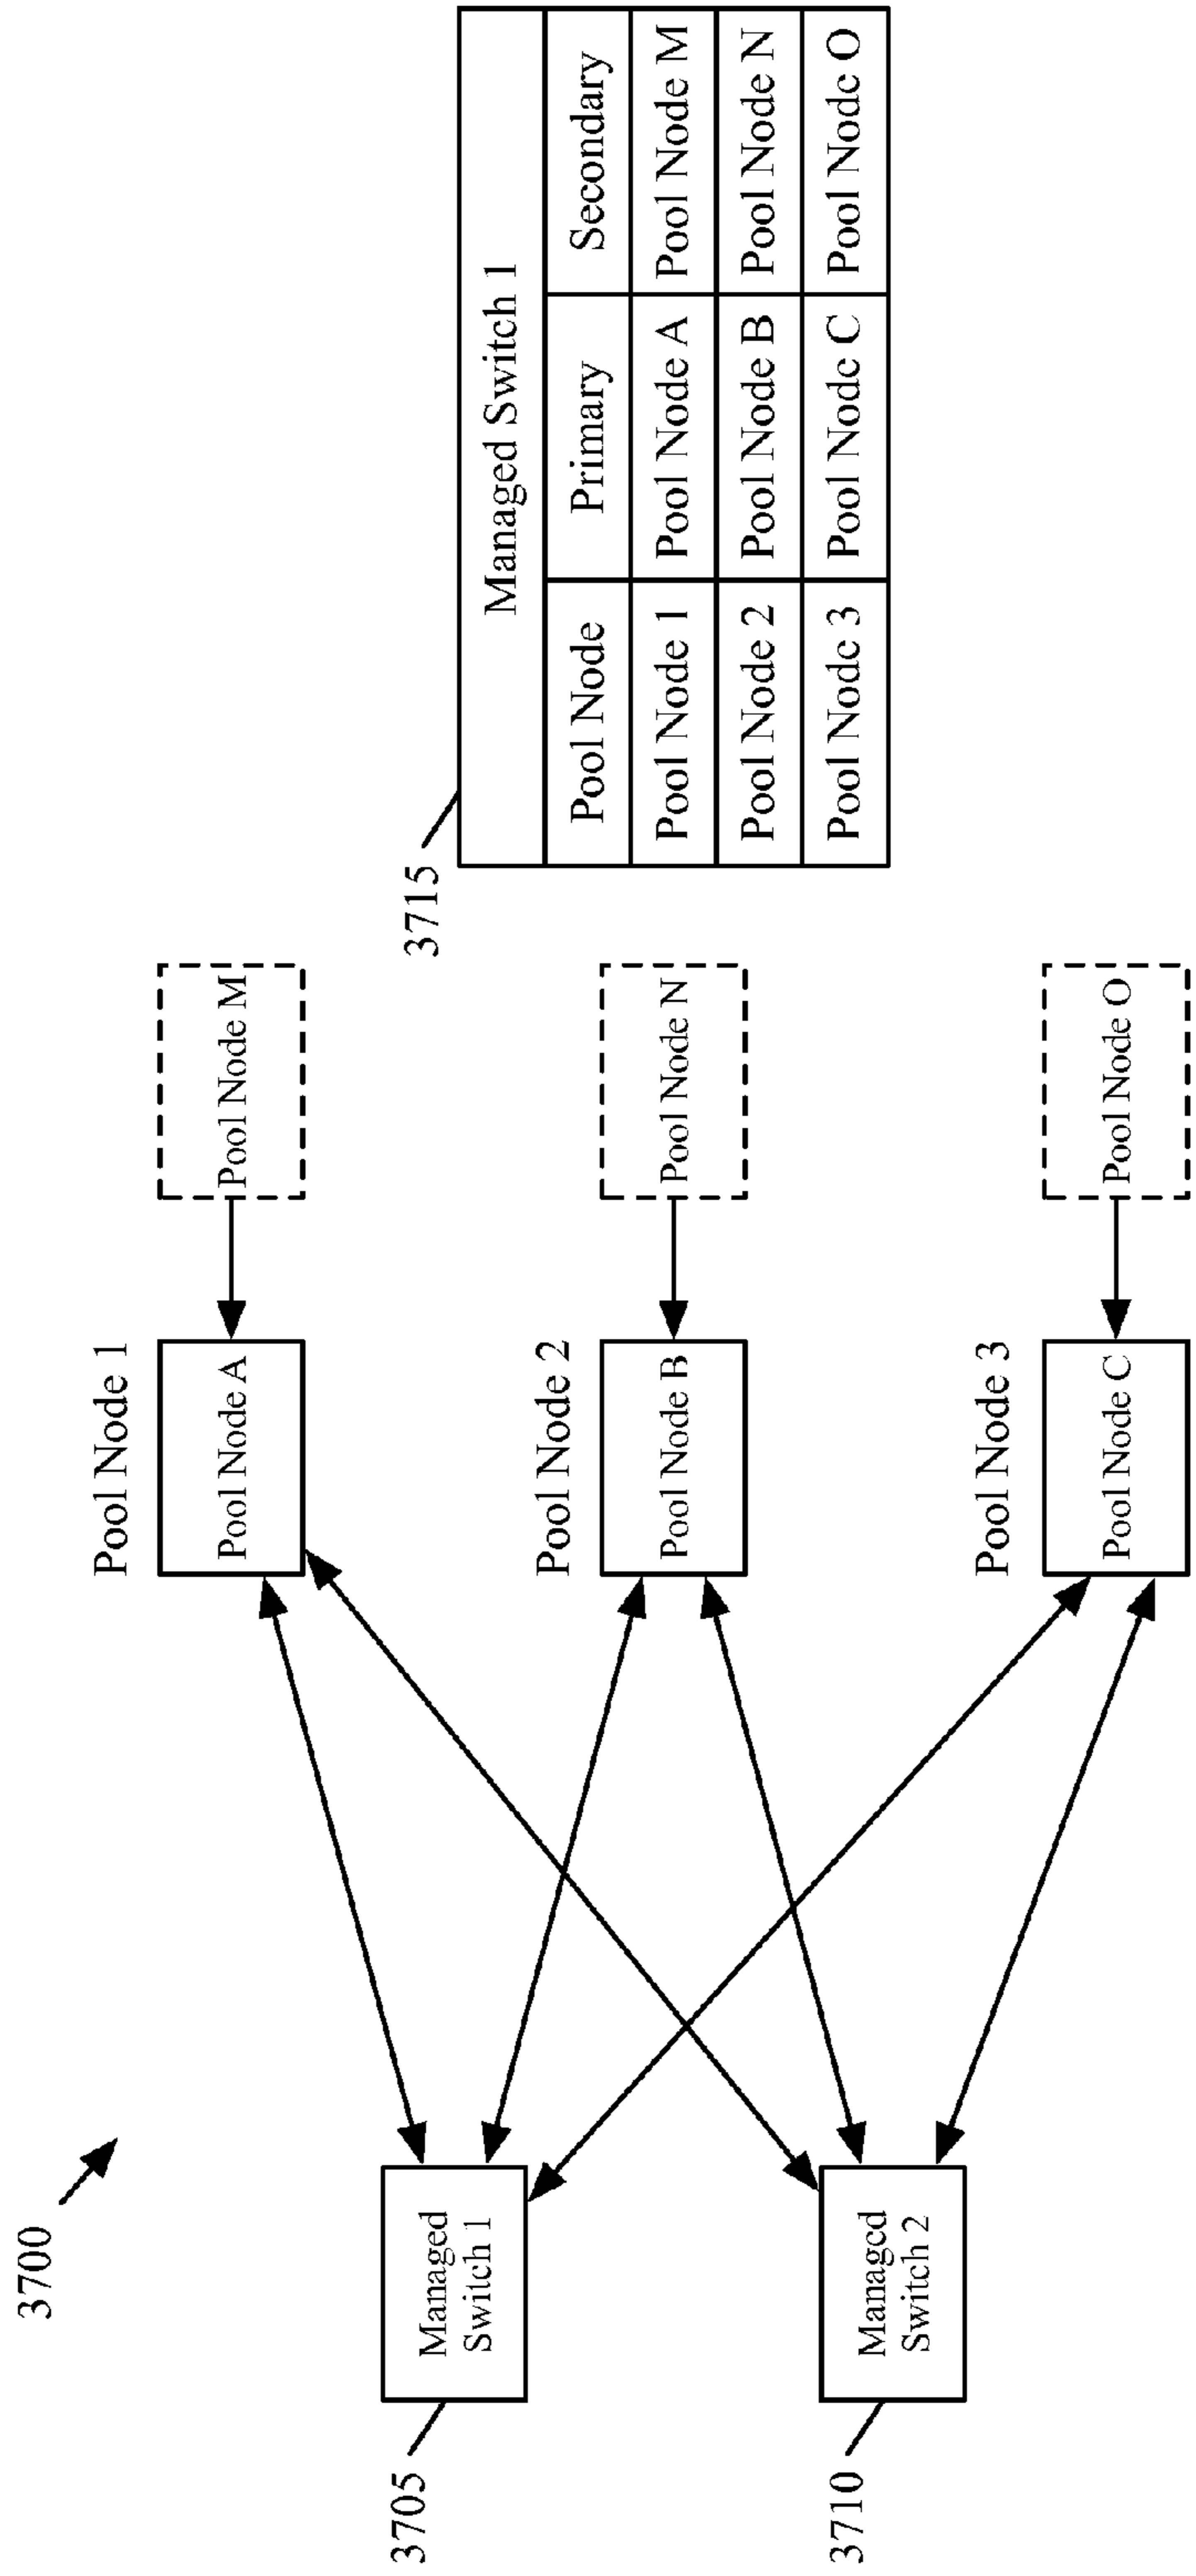 3700
3705
Managed
Switch 1
3710
Managed
Switch 2
Pool Node 1
Pool Node A
Pool Node M
Pool Node 2
Pool Node B
Pool Node N
Pool Node 3
Pool Node C
Pool Node O
3715
Managed Switch 1
Pool Node Primary Secondary
Pool Node 1 Pool Node A Pool Node M
Pool Node 2 Pool Node B Pool Node N
Pool Node 3 Pool Node C Pool Node O